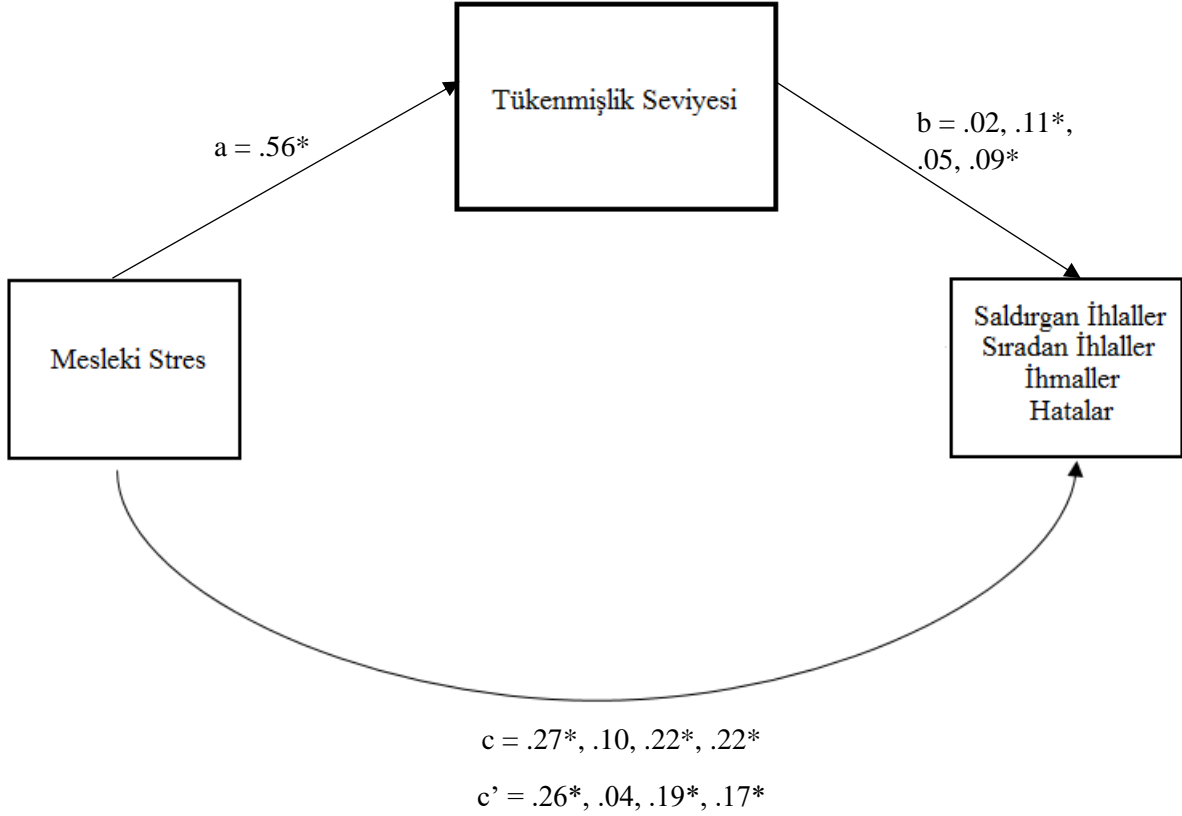 Tükenmişlik Seviyesi
a = .56*
b = .02, .11*,
.05, .09*
Mesleki Stres
Saldırgan İhlaller
Sıradan İhlaller
İhmaller
Hatalar
c = .27*, .10, .22*, .22*
c’ = .26*, .04, .19*, .17*